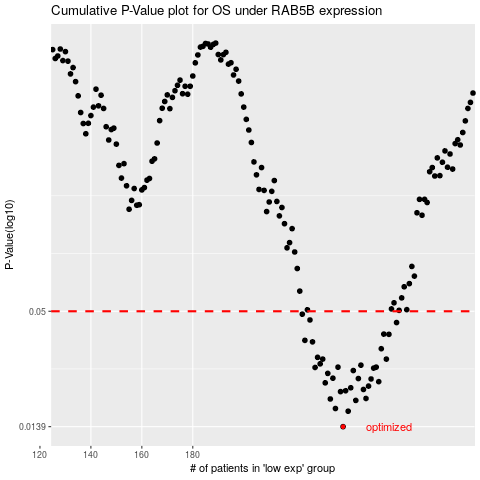 Cumulative P-Value plot for OS under RAB5B expression
P-Value(log10)
0.05
0.0139
optimized
120 140 160 180
# of patients in 'low exp' group